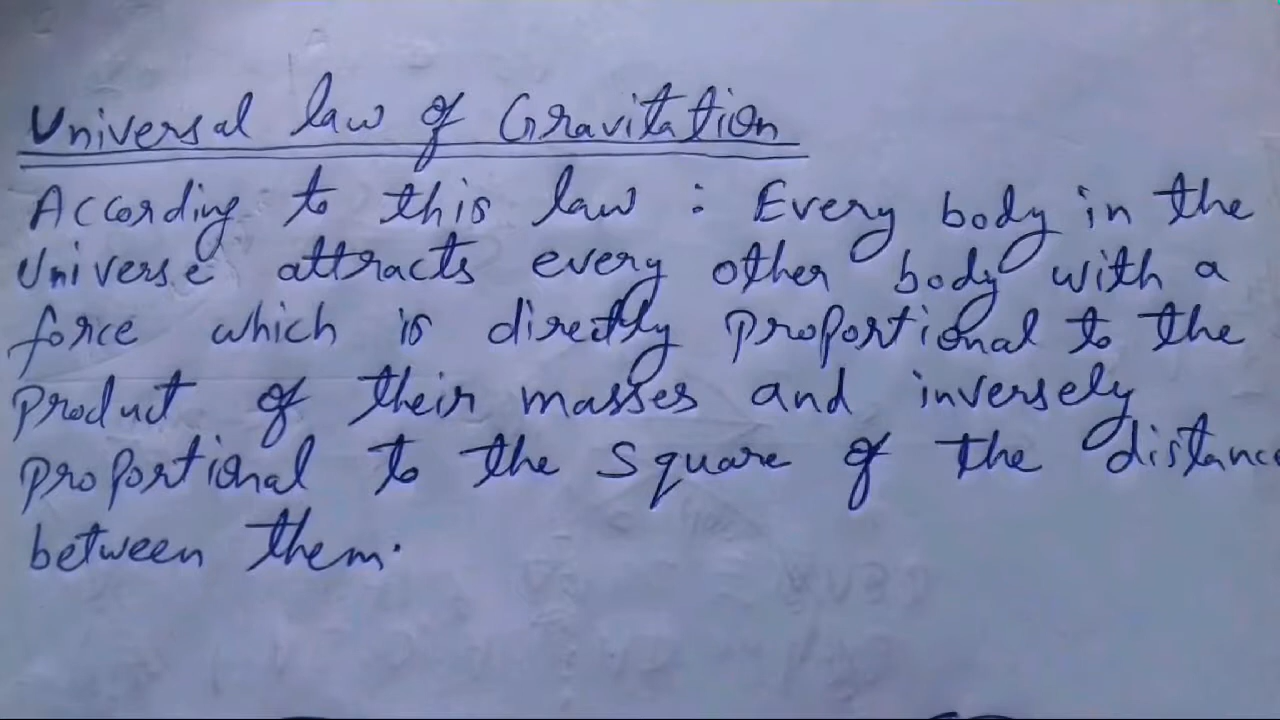 Universal law of Gravitation
According to this law : Every body in the
Universe attracts every other body with a
force which is directly proportional to the
product of their masses and inversely
proportional to the square of the distance
between them.